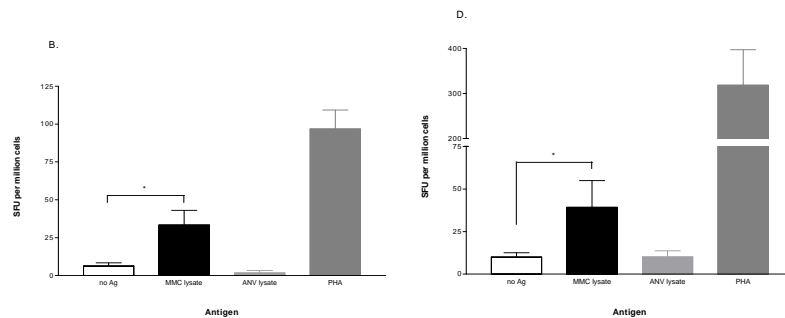 B.
SFU per million cells
125
100
75
50
25
0
*
no Ag MMC lysate ANV lysate PHA
Antigen
D.
SFU per million cells
400
300
200
75
50
25
0
*
no Ag MMC lysate ANV lysate PHA
Antigen